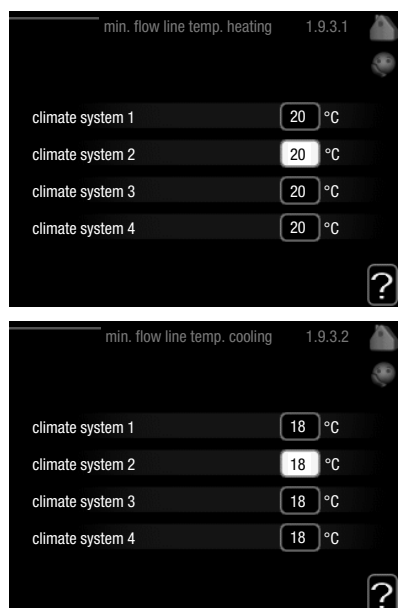 min. flow line temp. heating 1.9.3.1
climate system 1 20 °C
climate system 2 20 °C
climate system 3 20 °C
climate system 4 20 °C
?
min. flow line temp. cooling 1.9.3.2
climate system 1 18 °C
climate system 2 18 °C
climate system 3 18 °C
climate system 4 18 °C
?